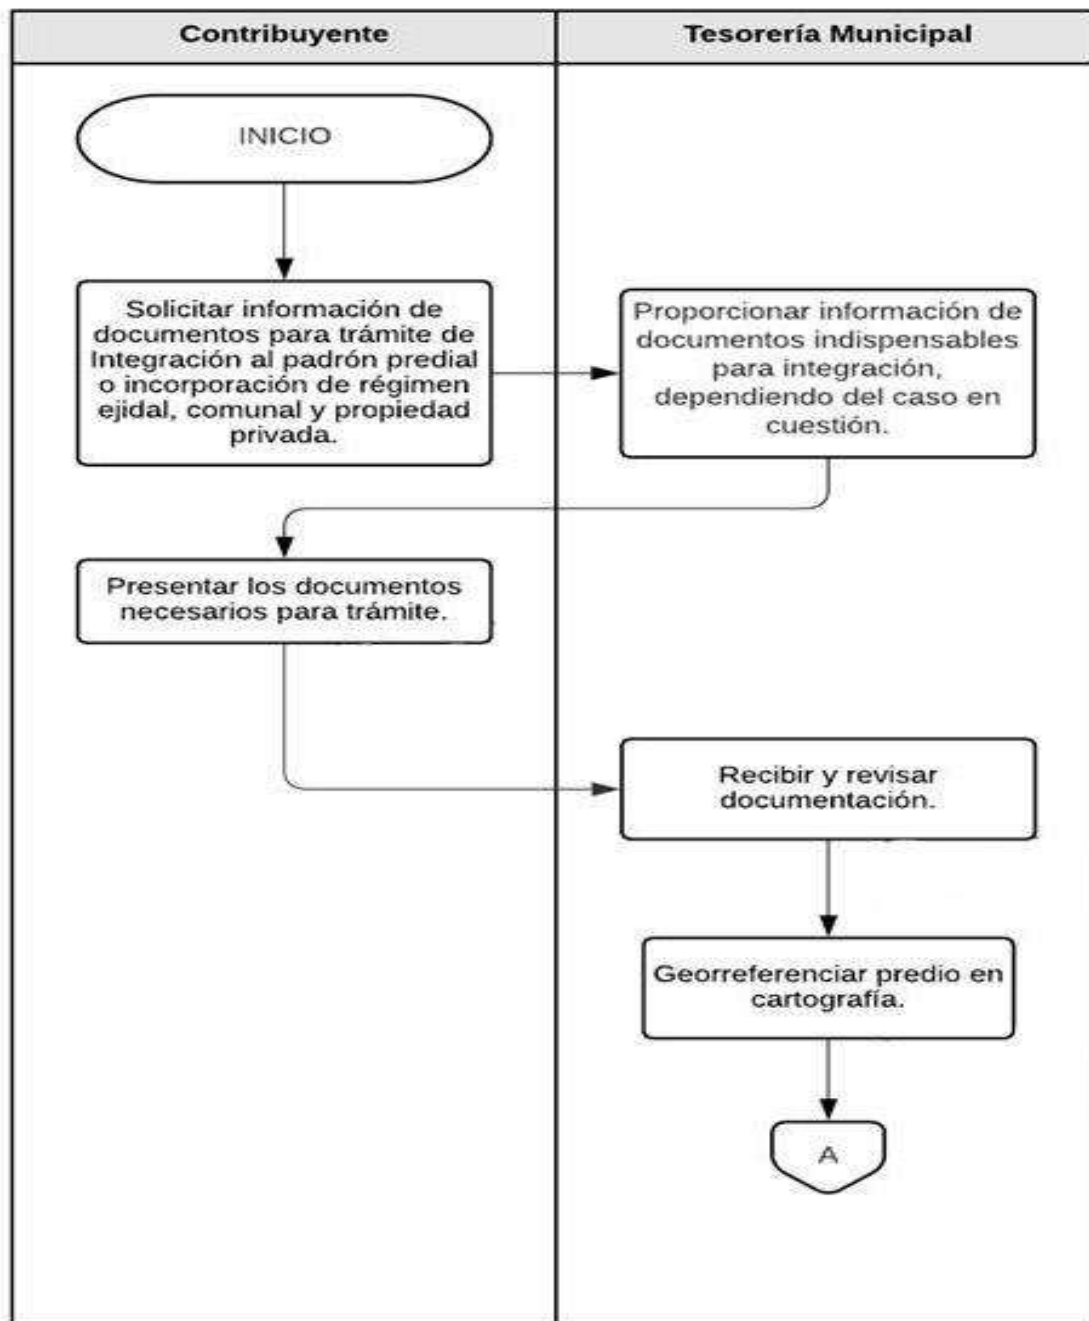 Contribuyente
Tesorería Municipal
INICIO
Solicitar información de
documentos para trámite de
Integración al padrón predial
o incorporación de régimen
ejidal, comunal y propiedad
privada.
Proporcionar información de
documentos indispensables
para integración,
dependiendo del caso en
cuestión.
Presentar los documentos
necesarios para trámite.
Recibir y revisar
documentación.
Georreferenciar predio en
cartografía.
A